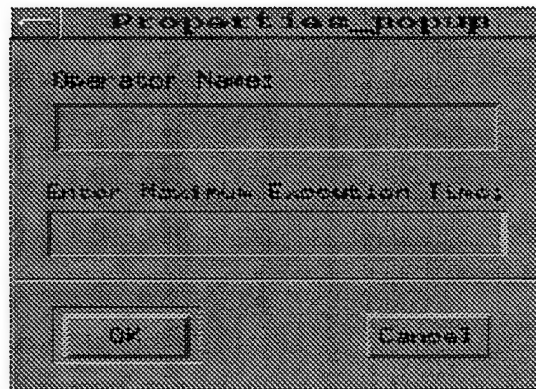 Properties_popup
Operator Name:
Enter Maximum Execution Time:
OK
Cancel